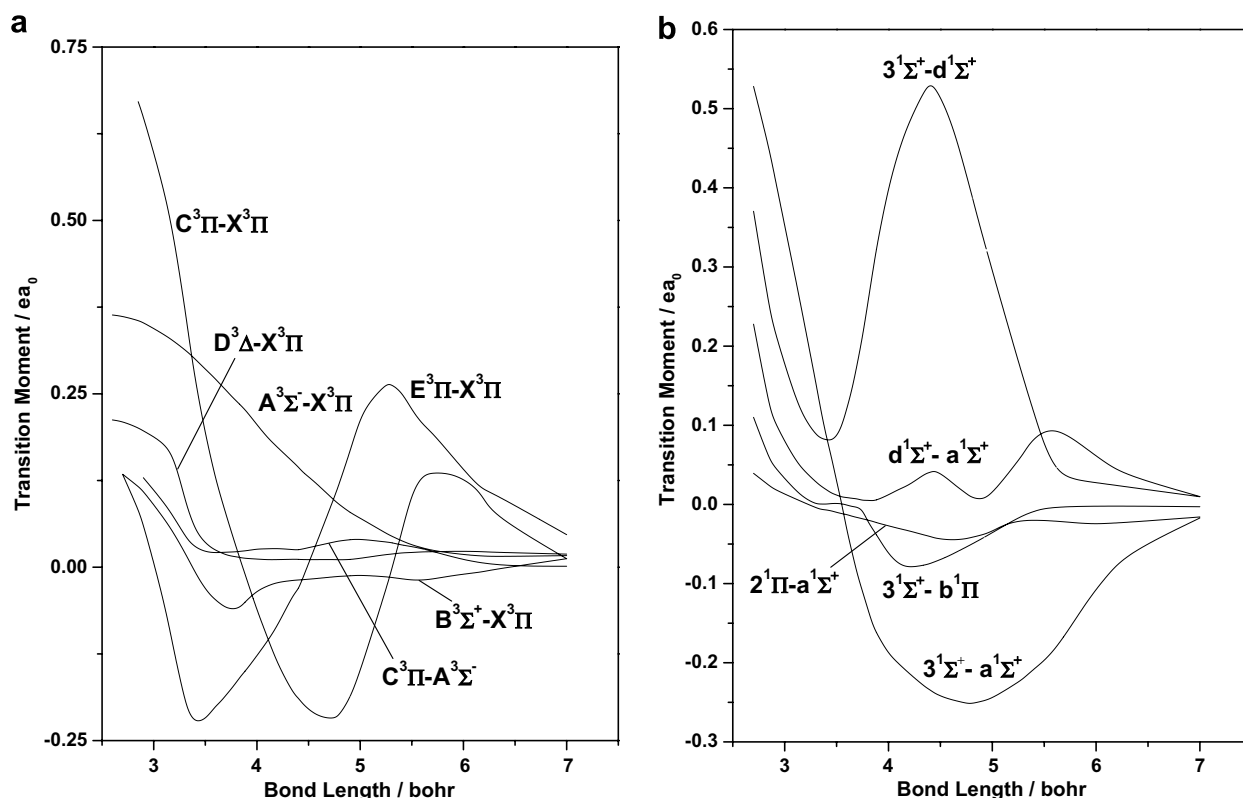 a
0.75
0.50
0.25
0.00
-0.25
Transition Moment / ea₀
3 4 5 6 7
Bond Length / bohr
C³Π-X³Π
D³Δ-X³Π
A³Σ⁻-X³Π
E³Π-X³Π
B³Σ⁺-X³Π
C³Π-A³Σ⁻
b
0.6
0.5
0.4
0.3
0.2
0.1
0.0
-0.1
-0.2
-0.3
Transition Moment / ea₀
3 4 5 6 7
Bond Length / bohr
3¹Σ⁺-d¹Σ⁺
d¹Σ⁺- a¹Σ⁺
2¹Π-a¹Σ⁺
3¹Σ⁺- b¹Π
3¹Σ⁺- a¹Σ⁺